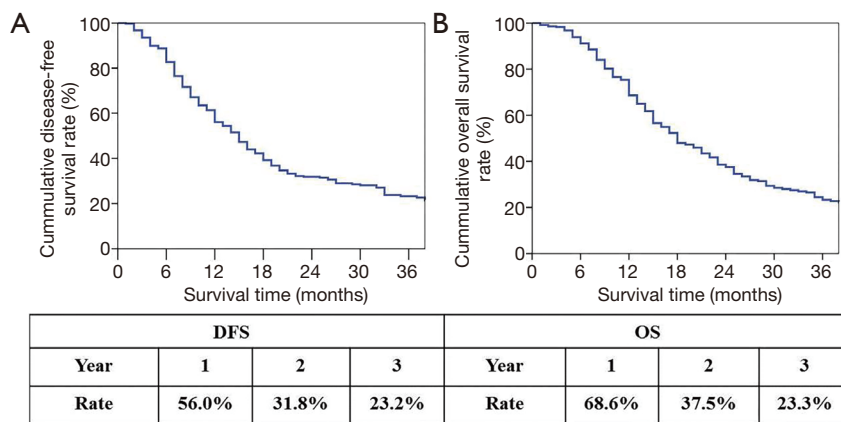 A
Cummulative disease-free
survival rate (%)
100
80
60
40
20
0
0 6 12 18 24 30 36
Survival time (months)
B
Cummulative overall survival
rate (%)
100
80
60
40
20
0
0 6 12 18 24 30 36
Survival time (months)
DFS OS
Year 1 2 3 Year 1 2 3
Rate 56.0% 31.8% 23.2% Rate 68.6% 37.5% 23.3%